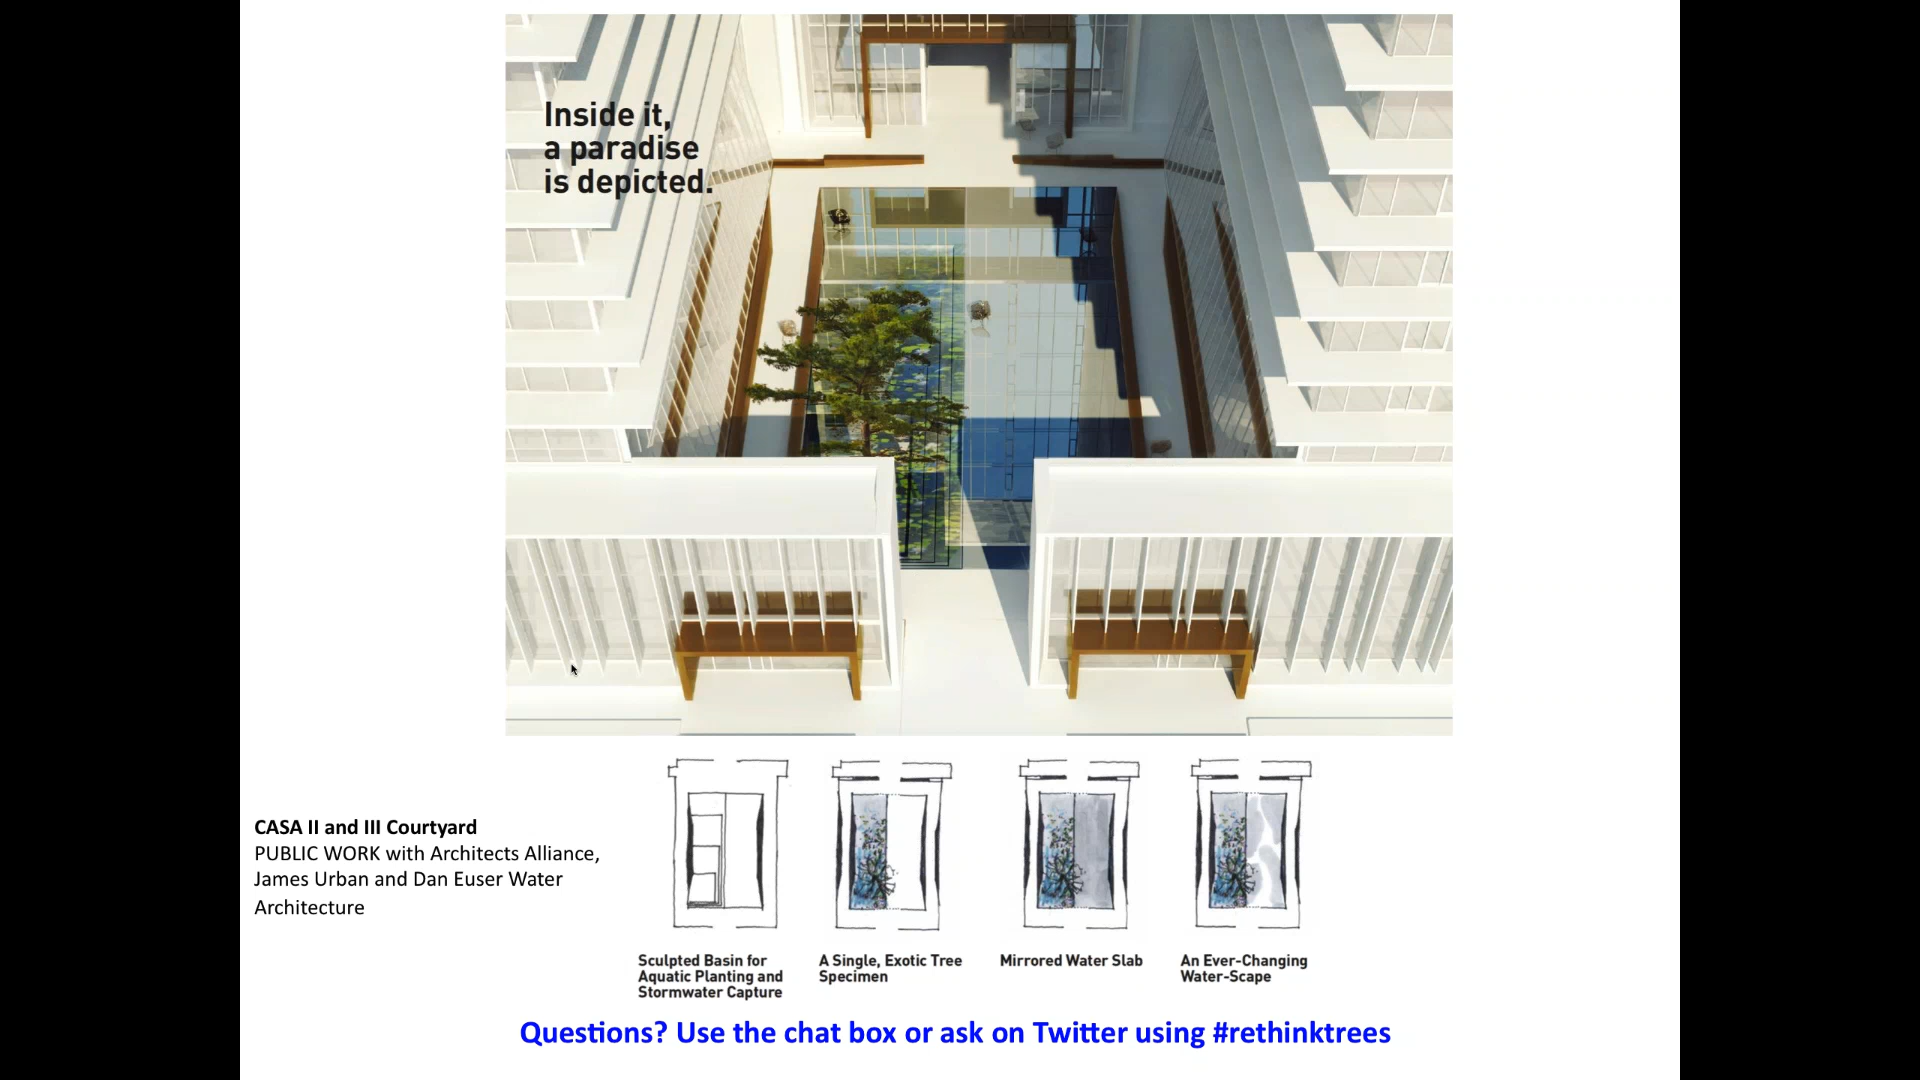 Inside it,
a paradise
is depicted.
CASA II and III Courtyard
PUBLIC WORK with Architects Alliance,
James Urban and Dan Euser Water
Architecture
Sculpted Basin for
Aquatic Planting and
Stormwater Capture
A Single, Exotic Tree
Specimen
Mirrored Water Slab
An Ever-Changing
Water-Scape
Questions? Use the chat box or ask on Twitter using #rethinktrees